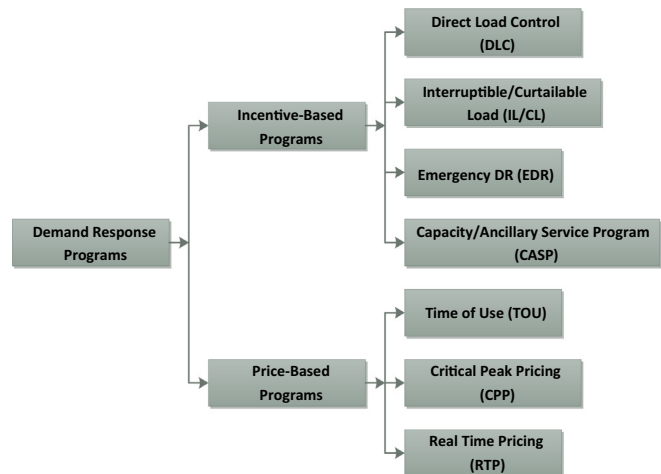 Direct Load Control
(DLC)
Interruptible/Curtailable
Load (IL/CL)
Incentive-Based
Programs
Emergency DR (EDR)
Demand Response
Programs
Capacity/Ancillary Service Program
(CASP)
Time of Use (TOU)
Price-Based
Programs
Critical Peak Pricing
(CPP)
Real Time Pricing
(RTP)